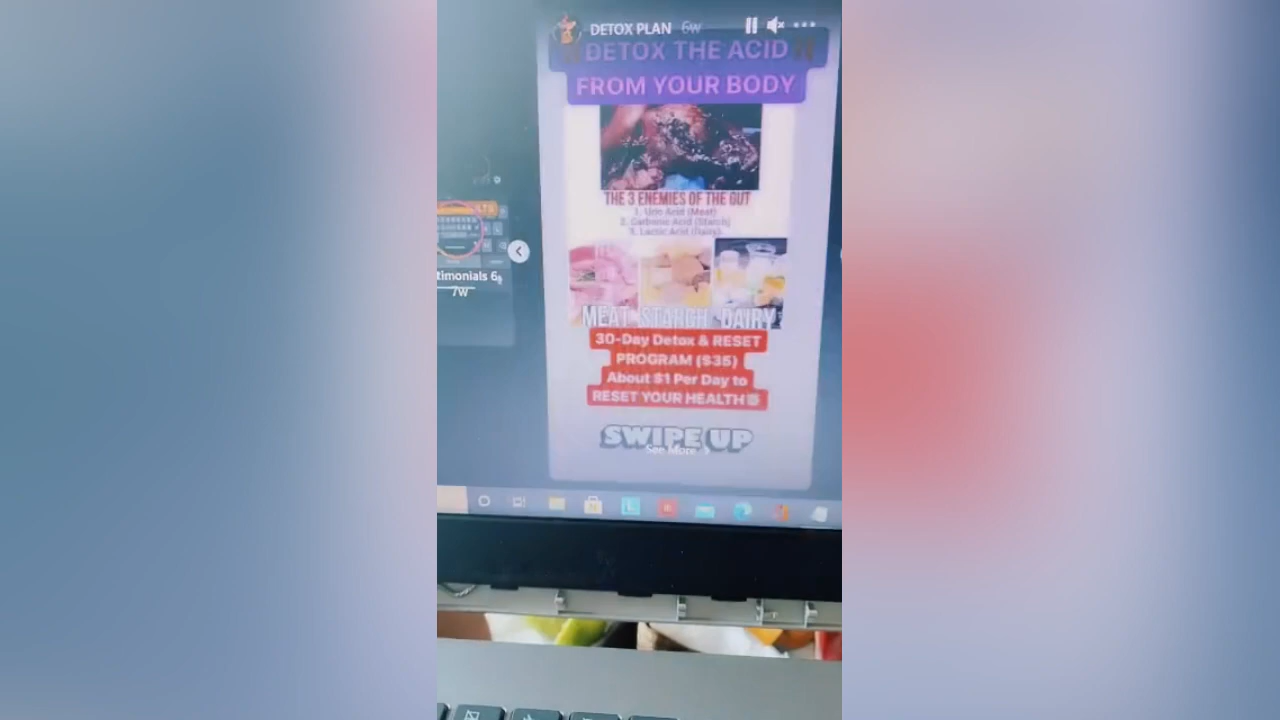 DETOX PLAN 6w
DETOX THE ACID
FROM YOUR BODY
THE 3 ENEMIES OF THE GUT
1. Uric Acid (Meat)
2. Carbonic Acid (Starch)
3. Lactic Acid (Dairy)
MEAT STARCH DAIRY
30-Day Detox & RESET
PROGRAM ($35)
About $1 Per Day to
RESET YOUR HEALTH
SWIPE UP
See More
timonials 6
7w